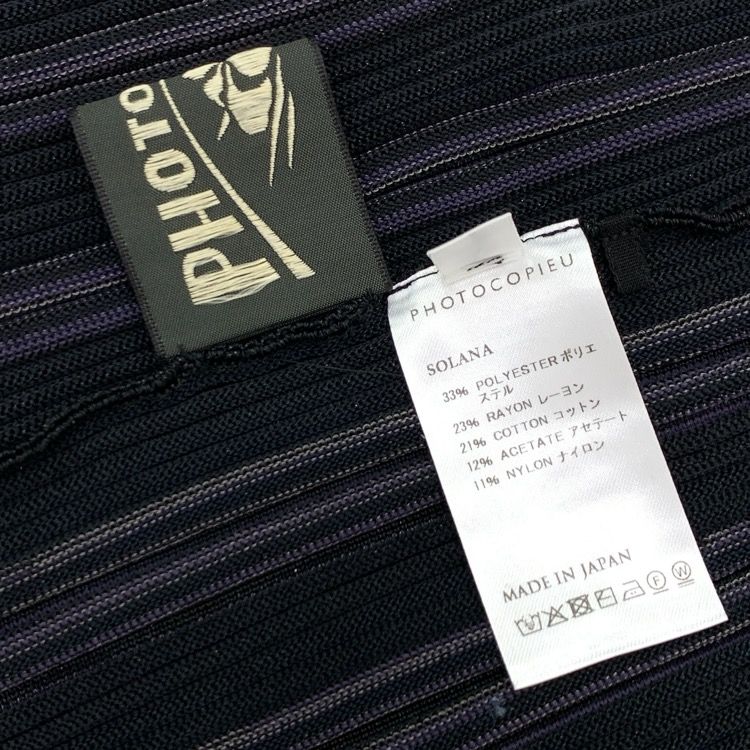 PHOTO
PHOTOCOPIEU
SOLANA
33% POLYESTER ポリエ
ステル
23% RAYON レーヨン
21% COTTON コットン
12% ACETATE アセテート
11% NYLON ナイロン
MADE IN JAPAN
F W